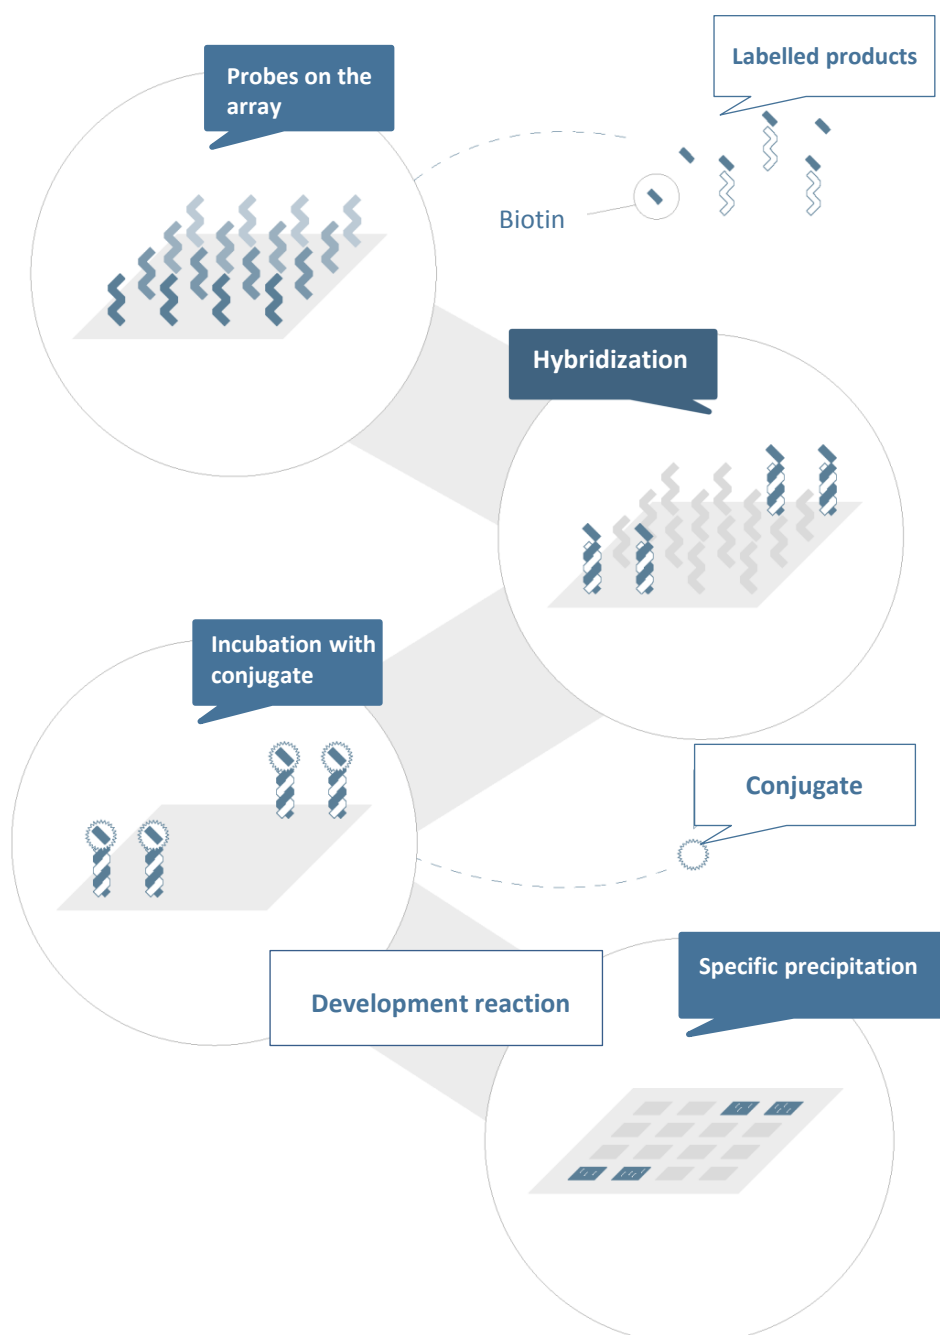 Probes on the
array
Labelled products
Biotin
Hybridization
Incubation with
conjugate
Conjugate
Development reaction
Specific precipitation